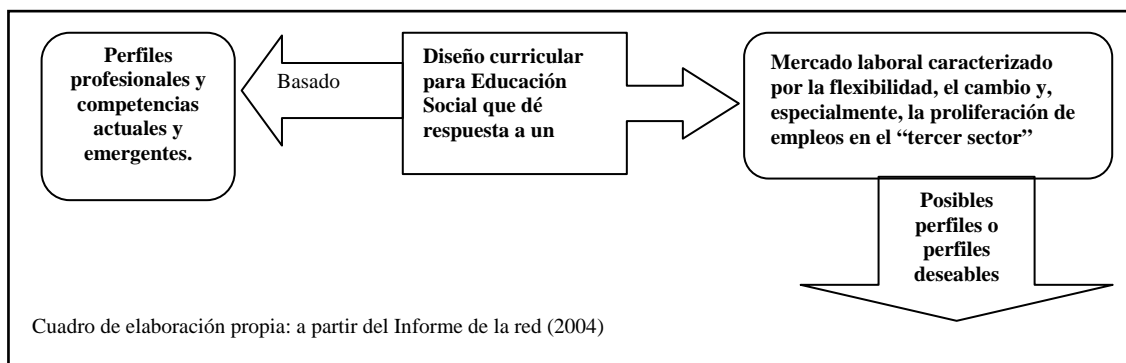 Perfiles
profesionales y
competencias
actuales y
emergentes.
Basado
Diseño curricular
para Educación
Social que dé
respuesta a un
Mercado laboral caracterizado
por la flexibilidad, el cambio y,
especialmente, la proliferación de
empleos en el “tercer sector”
Posibles
perfiles o
perfiles
deseables
Cuadro de elaboración propia: a partir del Informe de la red (2004)